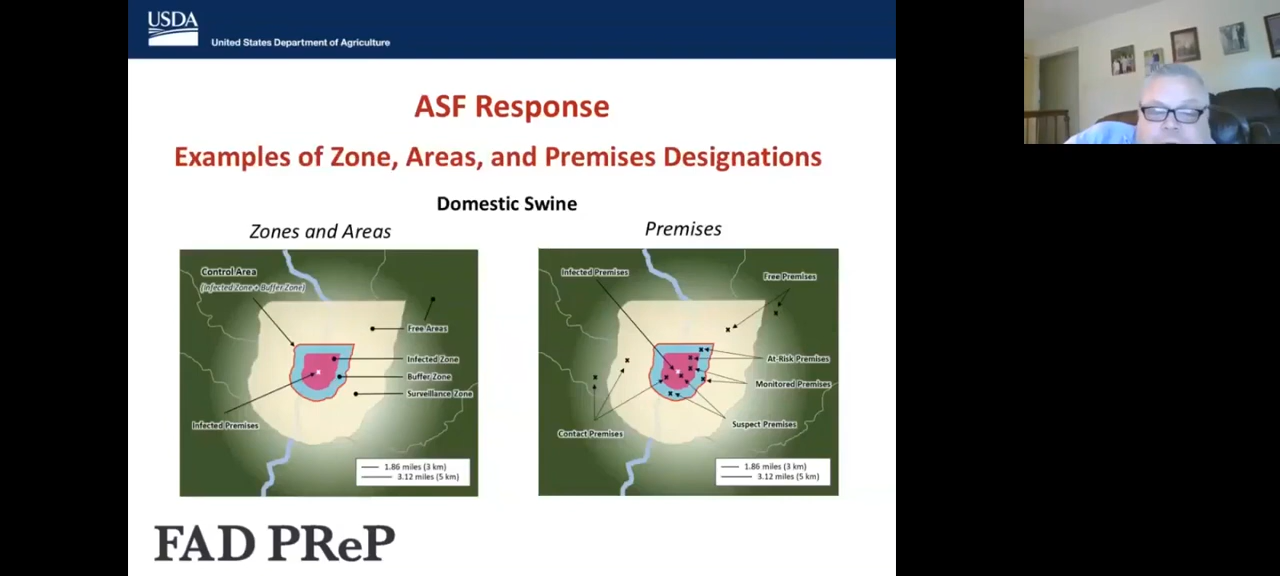 USDA
United States Department of Agriculture
ASF Response
Examples of Zone, Areas, and Premises Designations
Domestic Swine
Zones and Areas
Control Area
(Infected Zone + Buffer Zone)
Free Areas
Infected Zone
Buffer Zone
Surveillance Zone
Infected Premises
1.86 miles (3 km)
3.12 miles (5 km)
Premises
Infected Premises
Free Premises
At-Risk Premises
Monitored Premises
Suspect Premises
Contact Premises
1.86 miles (3 km)
3.12 miles (5 km)
FAD PReP